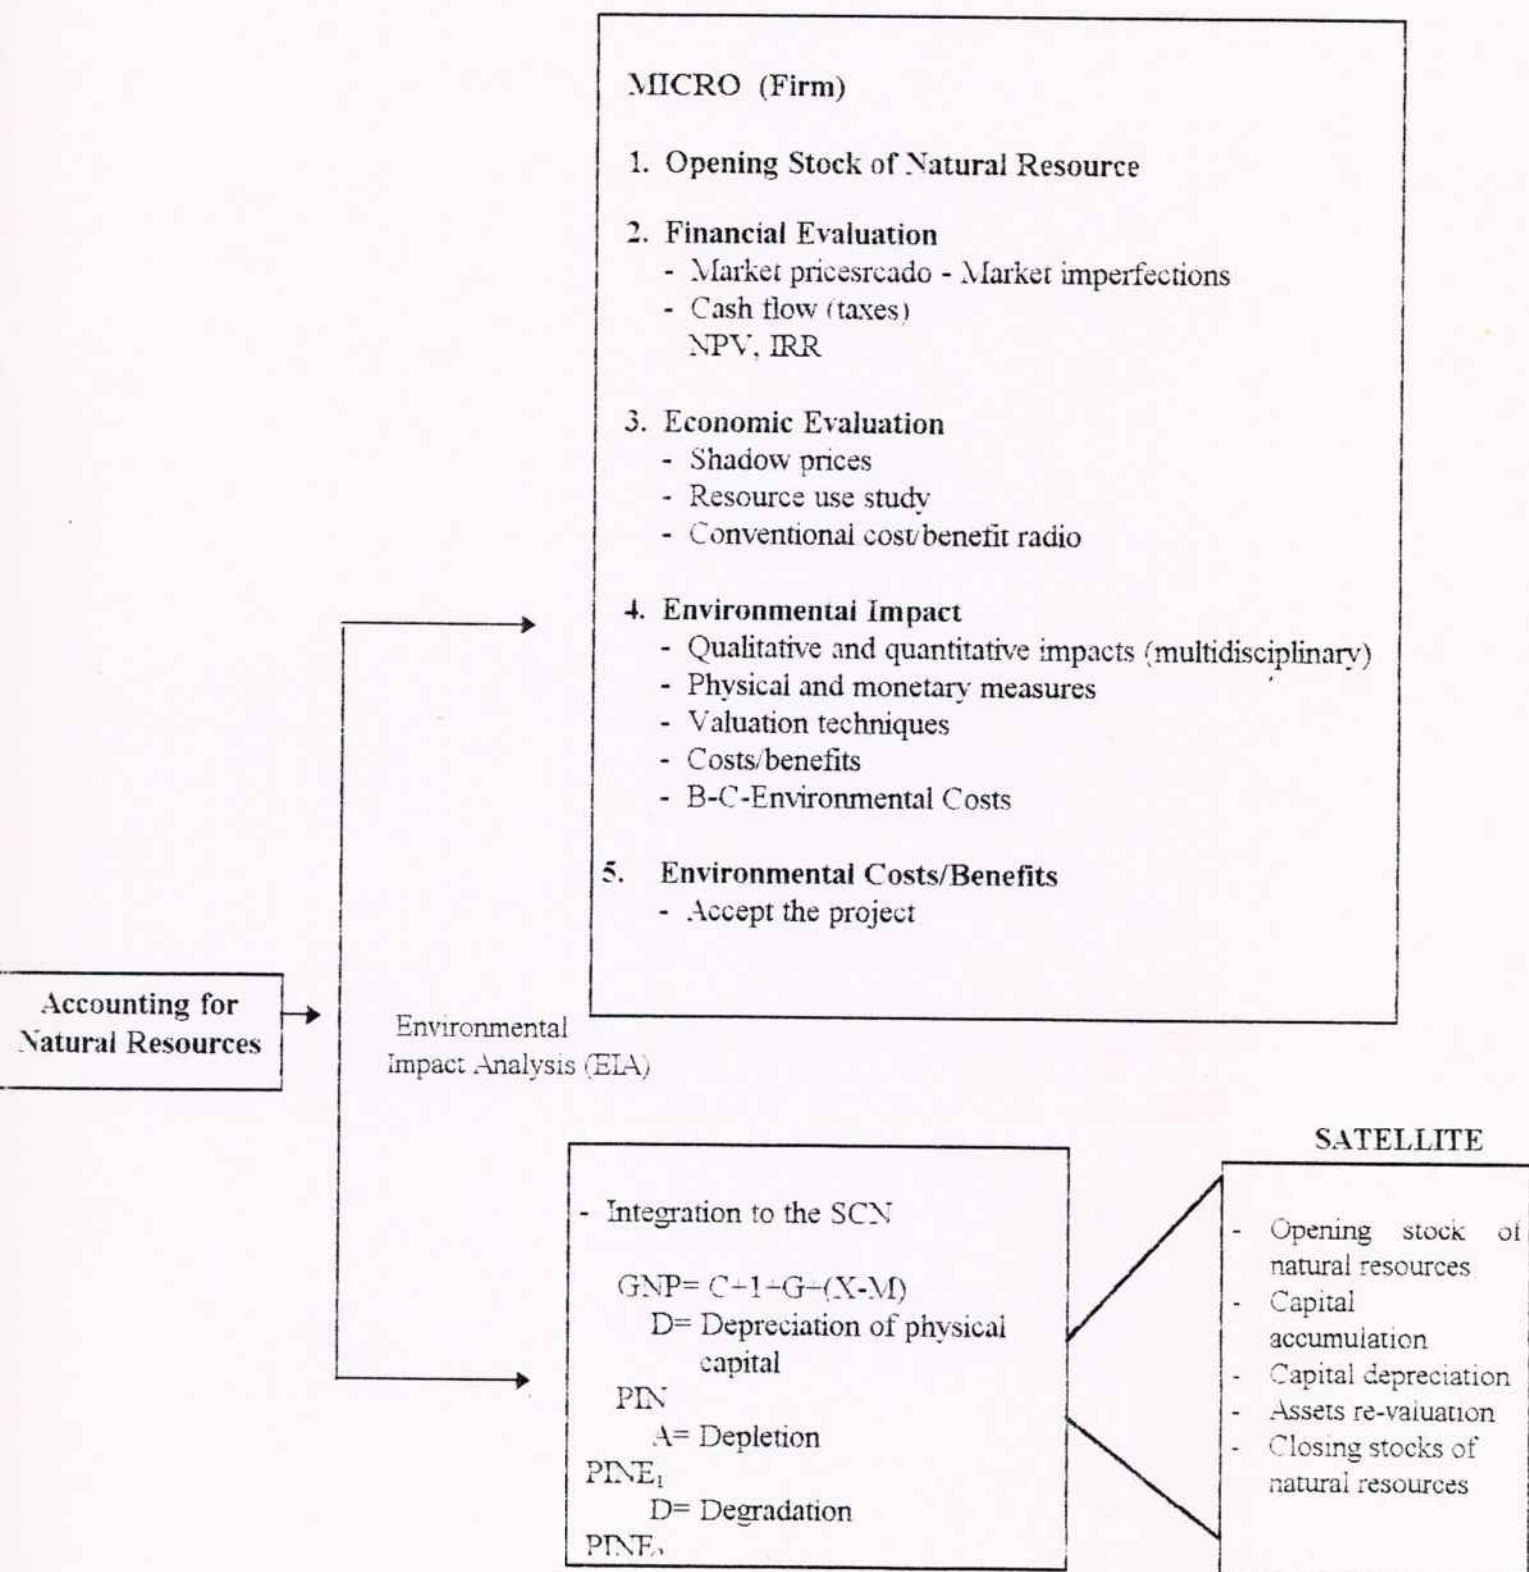 MICRO (Firm)
1. Opening Stock of Natural Resource
2. Financial Evaluation
- Market pricesrcado - Market imperfections
- Cash flow (taxes)
NPV, IRR
3. Economic Evaluation
- Shadow prices
- Resource use study
- Conventional cost/benefit radio
4. Environmental Impact
- Qualitative and quantitative impacts (multidisciplinary)
- Physical and monetary measures
- Valuation techniques
- Costs/benefits
- B-C-Environmental Costs
5. Environmental Costs/Benefits
- Accept the project
Accounting for
Natural Resources
Environmental
Impact Analysis (EIA)
- Integration to the SCN
GNP= C+1+G+(X-M)
D= Depreciation of physical
capital
PIN
A= Depletion
PINE₁
D= Degradation
PINE₂
SATELLITE
- Opening stock of
natural resources
- Capital
accumulation
- Capital depreciation
- Assets re-valuation
- Closing stocks of
natural resources